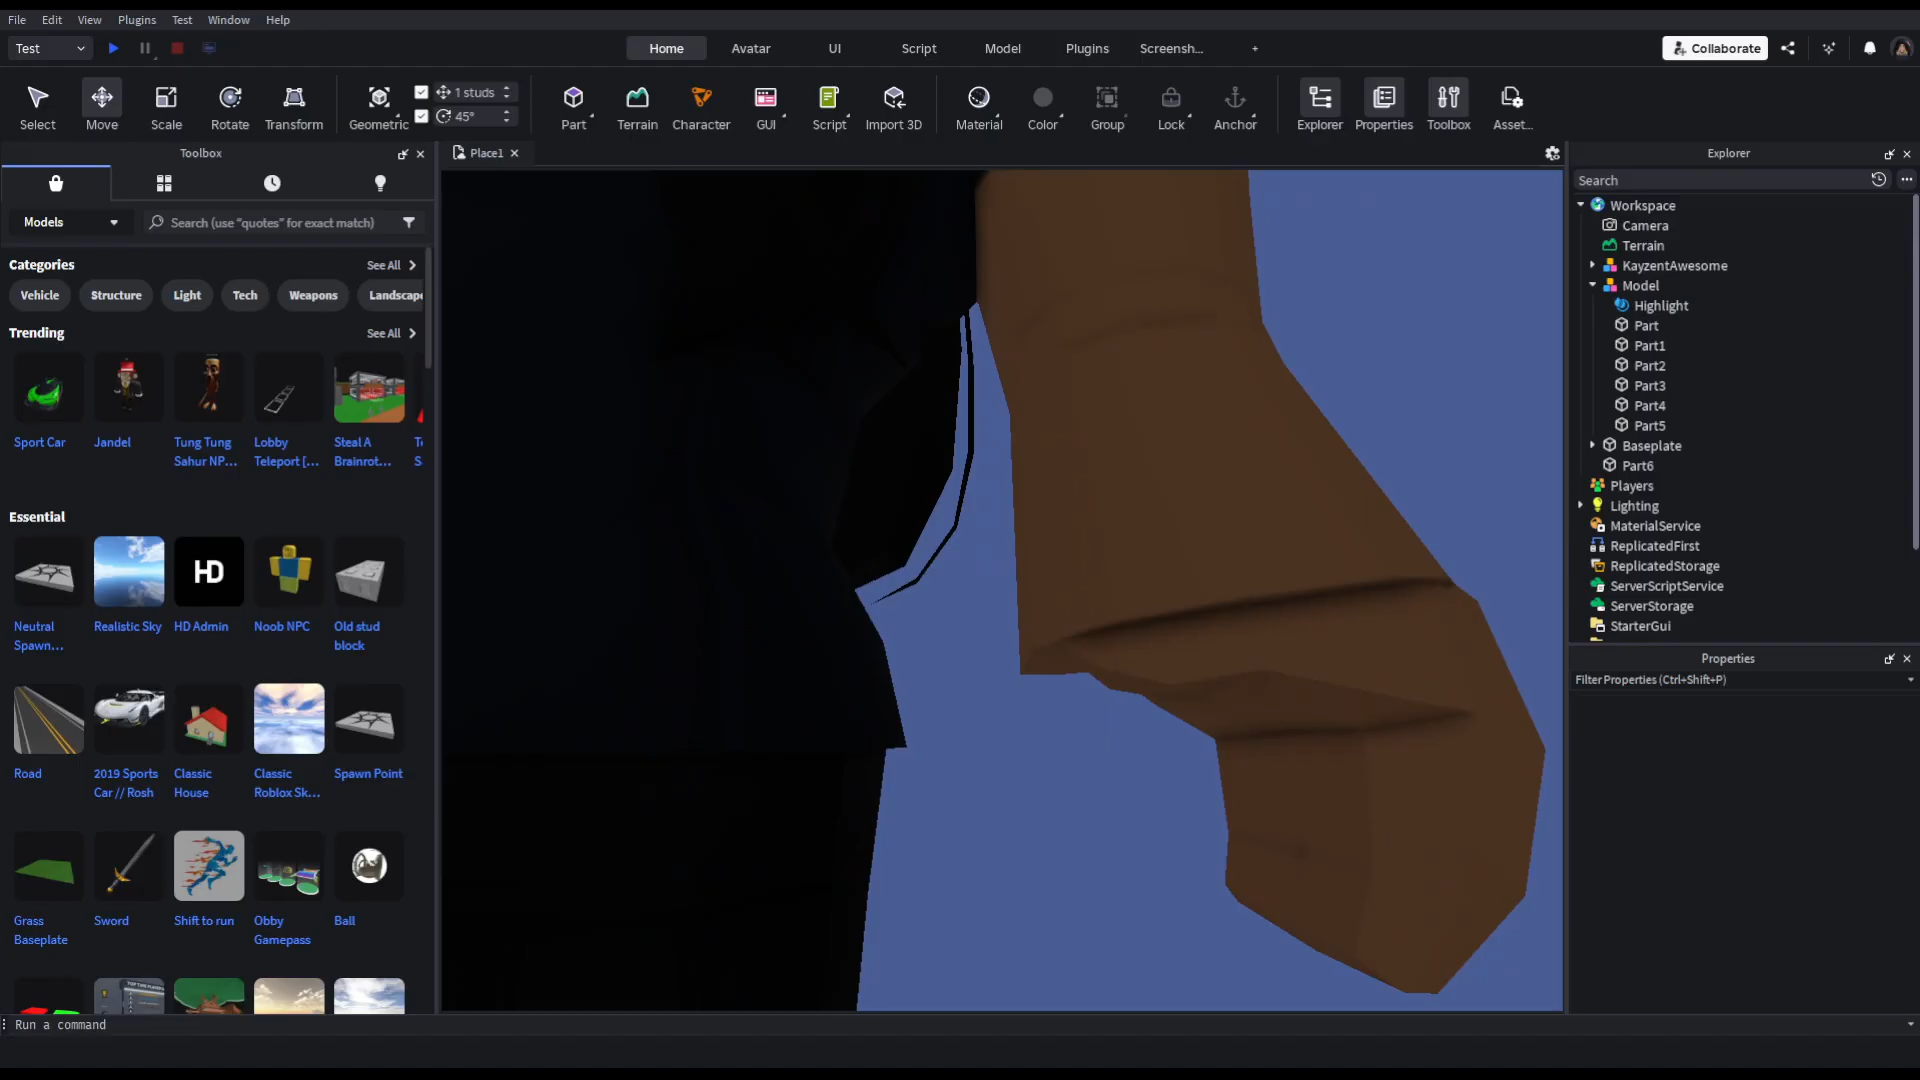 File Edit View Plugins Test Window Help
Test Home Avatar UI Script Model Plugins Screensh... + Collaborate
Select Move Scale Rotate Transform Geometric 1 studs 45° Part Terrain Character GUI Script Import 3D Material Color Group Lock Anchor Explorer Properties Toolbox Asset...
Toolbox
Models Search (use “quotes” for exact match)
Categories See All
Vehicle Structure Light Tech Weapons Landscape
Trending See All
Sport Car Jandel Tung Tung Lobby Steal A
Sahur NP... Teleport [... Brainrot...
Essential
HD
Neutral Realistic Sky HD Admin Noob NPC Old stud
Spawn... block
Road 2019 Sports Classic Classic Spawn Point
Car // Rosh House Roblox Sk...
Grass Sword Shift to run Obby Ball
Baseplate Gamepass
Place1
Explorer
Search
Workspace
Camera
Terrain
KayzentAwesome
Model
Highlight
Part
Part1
Part2
Part3
Part4
Part5
Baseplate
Part6
Players
Lighting
MaterialService
ReplicatedFirst
ReplicatedStorage
ServerScriptService
ServerStorage
StarterGui
Properties
Filter Properties (Ctrl+Shift+P)
Run a command